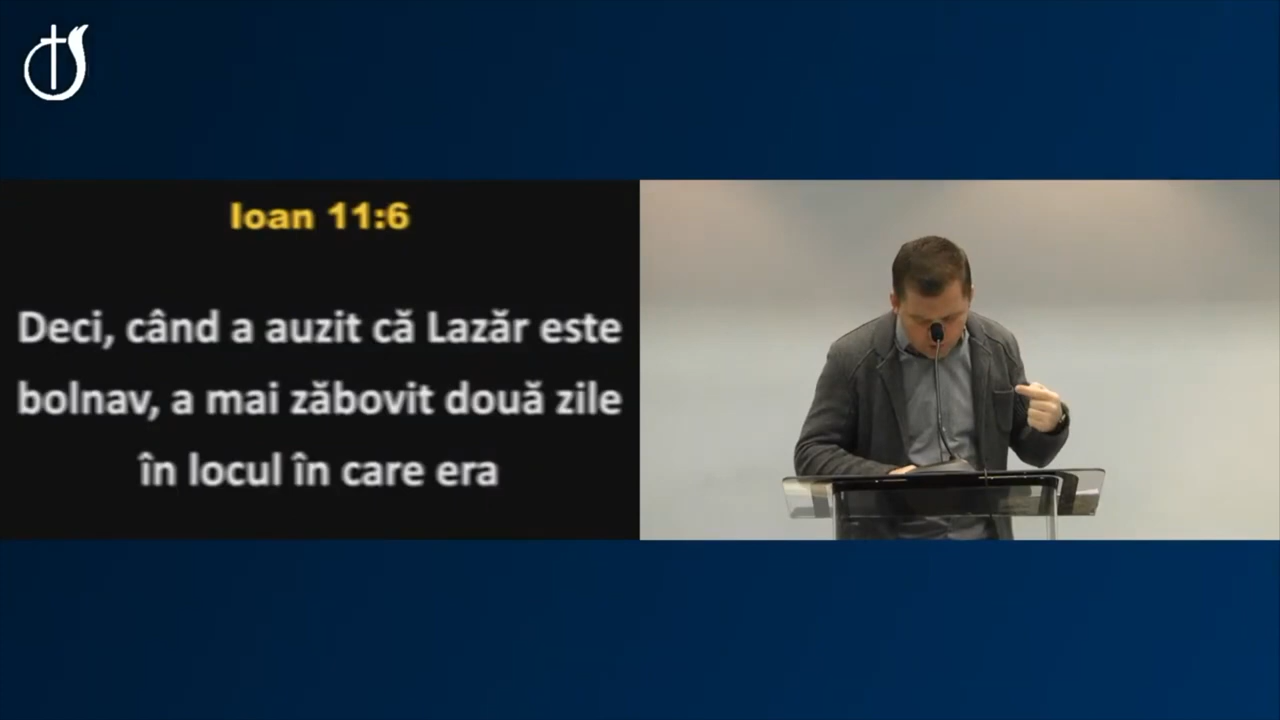 Ioan 11:6
Deci, când a auzit că Lazăr este
bolnav, a mai zăbovit două zile
în locul în care era